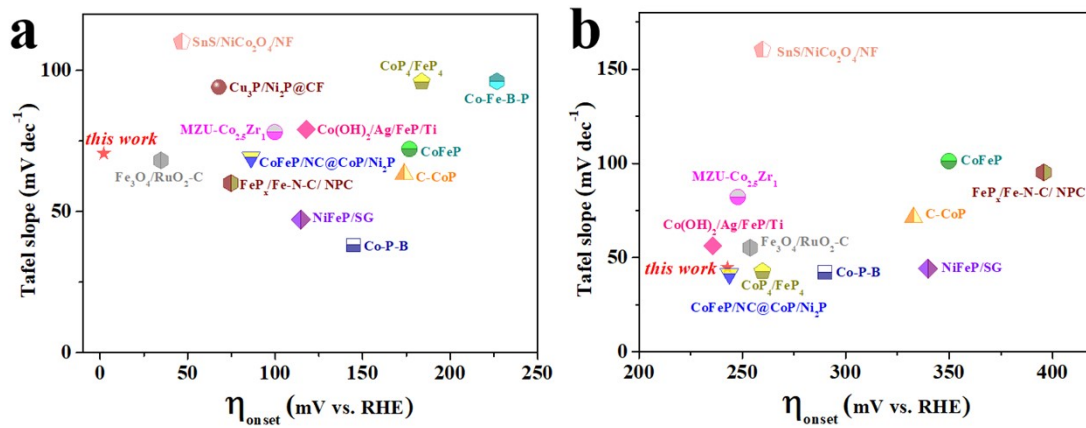 a
Tafel slope (mV dec⁻¹)
100
50
0
SnS/NiCo₂O₄/NF
Cu₃P/Ni₂P@CF
CoP₄/FeP₄
Co-Fe-B-P
MZU-Co₂.₅Zr₁
Co(OH)₂/Ag/FeP/Ti
this work
CoFeP
CoFeP/NC@CoP/Ni₂P
Fe₃O₄/RuO₂-C
C-CoP
FePₓ/Fe-N-C/ NPC
NiFeP/SG
Co-P-B
0 50 100 150 200 250
ηonset (mV vs. RHE)
b
Tafel slope (mV dec⁻¹)
150
100
50
0
SnS/NiCo₂O₄/NF
CoFeP
MZU-Co₂.₅Zr₁
FePₓ/Fe-N-C/ NPC
Co(OH)₂/Ag/FeP/Ti
C-CoP
Fe₃O₄/RuO₂-C
this work
Co-P-B
NiFeP/SG
CoP₄/FeP₄
CoFeP/NC@CoP/Ni₂P
200 250 300 350 400
ηonset (mV vs. RHE)